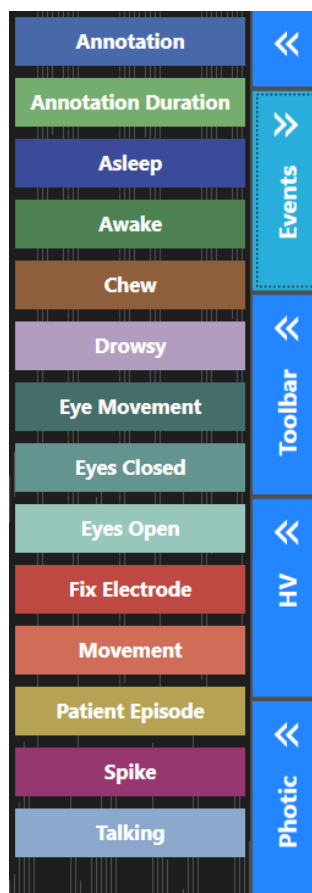 Annotation
Annotation Duration
Asleep
Awake
Chew
Drowsy
Eye Movement
Eyes Closed
Eyes Open
Fix Electrode
Movement
Patient Episode
Spike
Talking
Events
Toolbar
HV
Photic